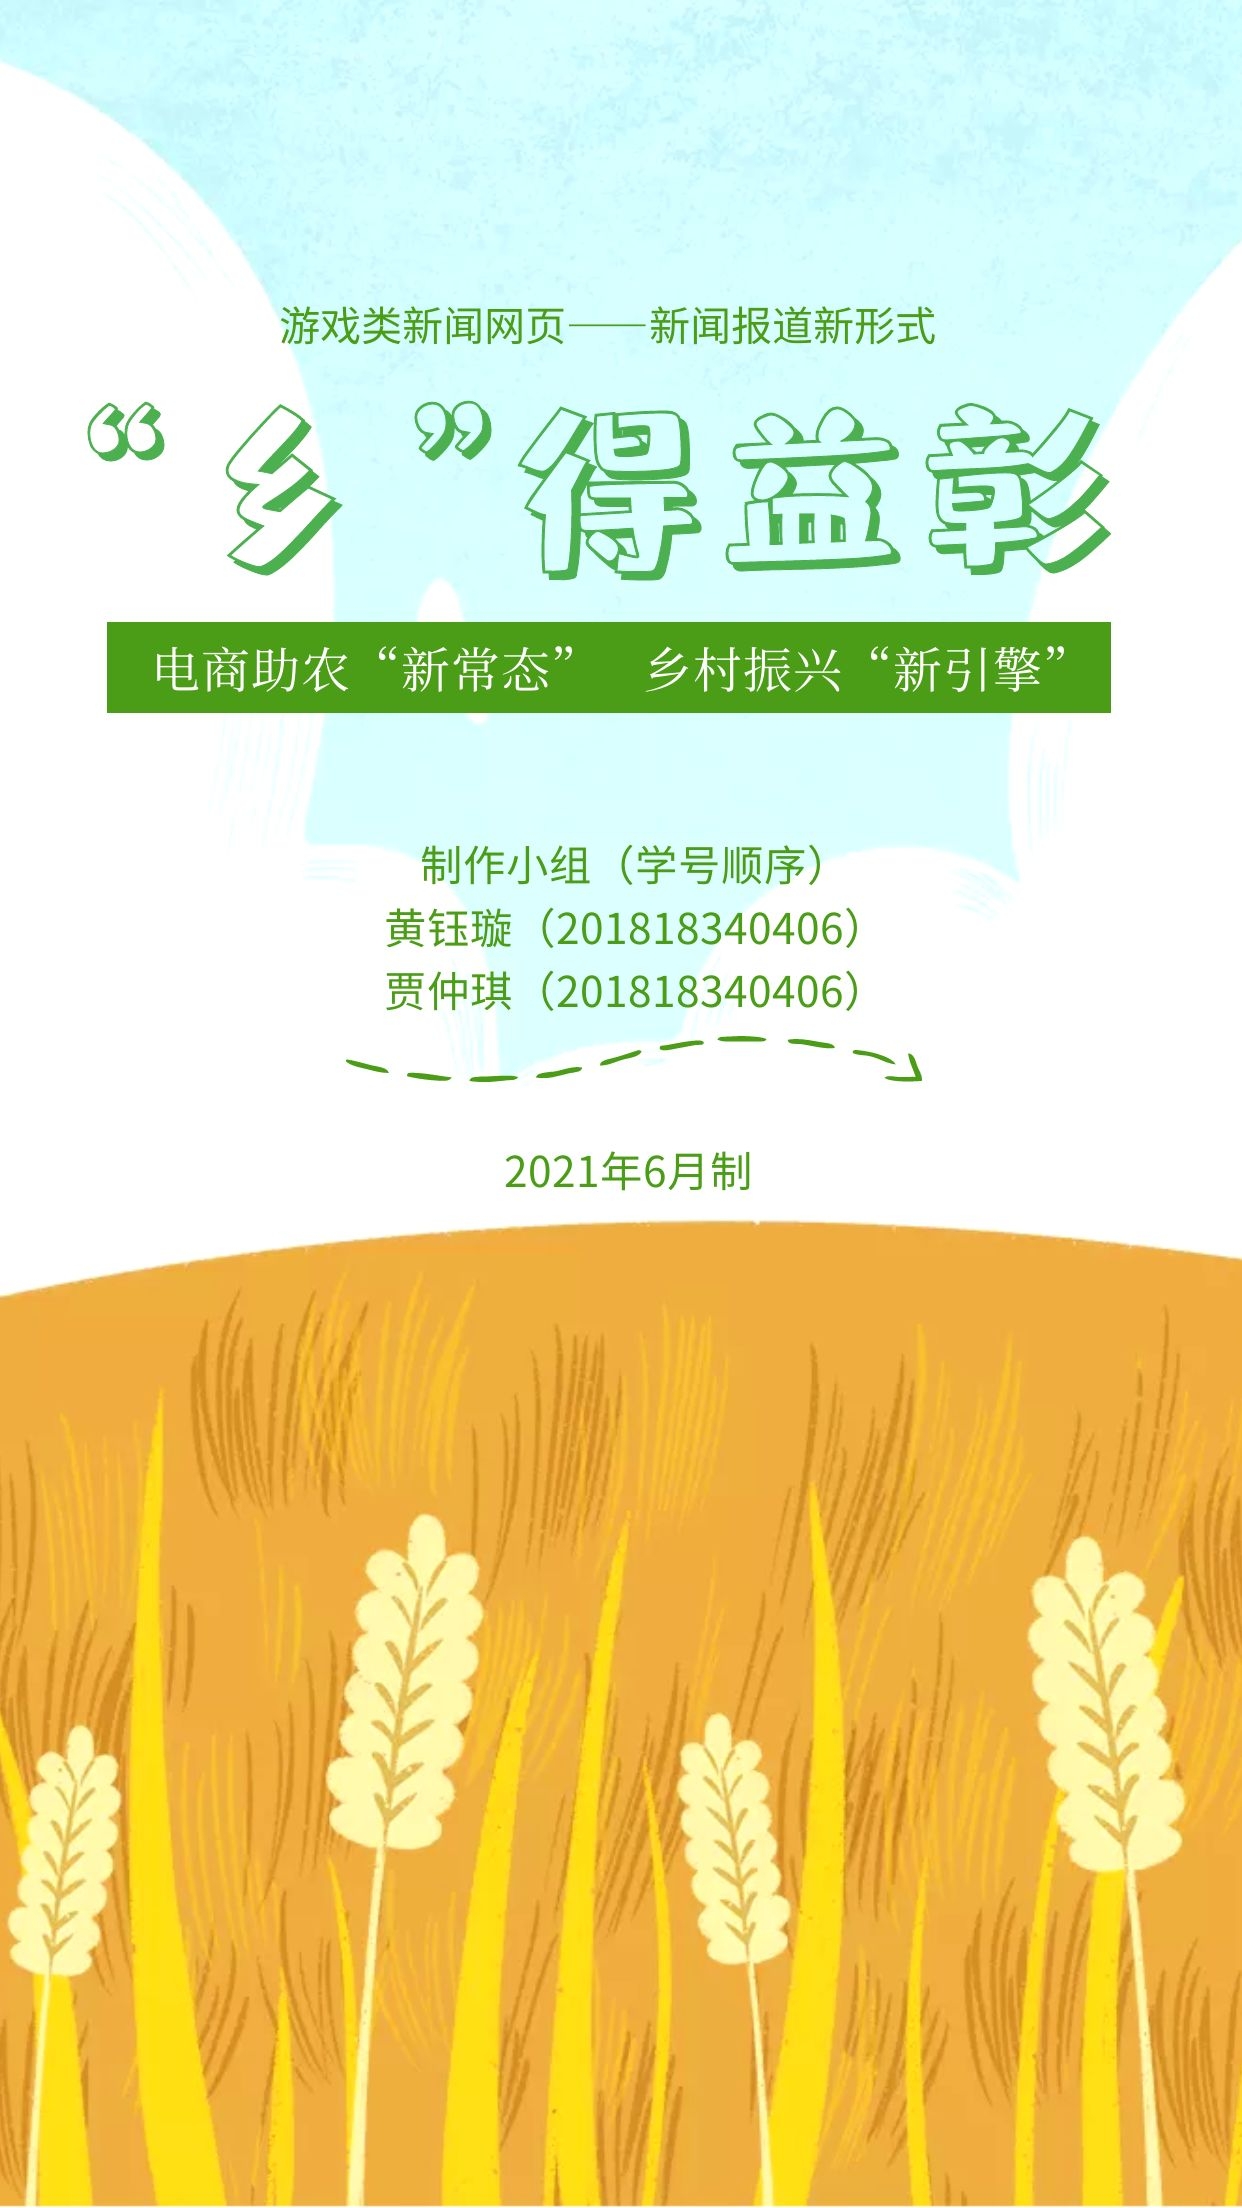 游戏类新闻网页——新闻报道新形式
“乡”得益彰
电商助农“新常态” 乡村振兴“新引擎”
制作小组（学号顺序）
黄钰璇（201818340406）
贾仲琪（201818340406）
2021年6月制